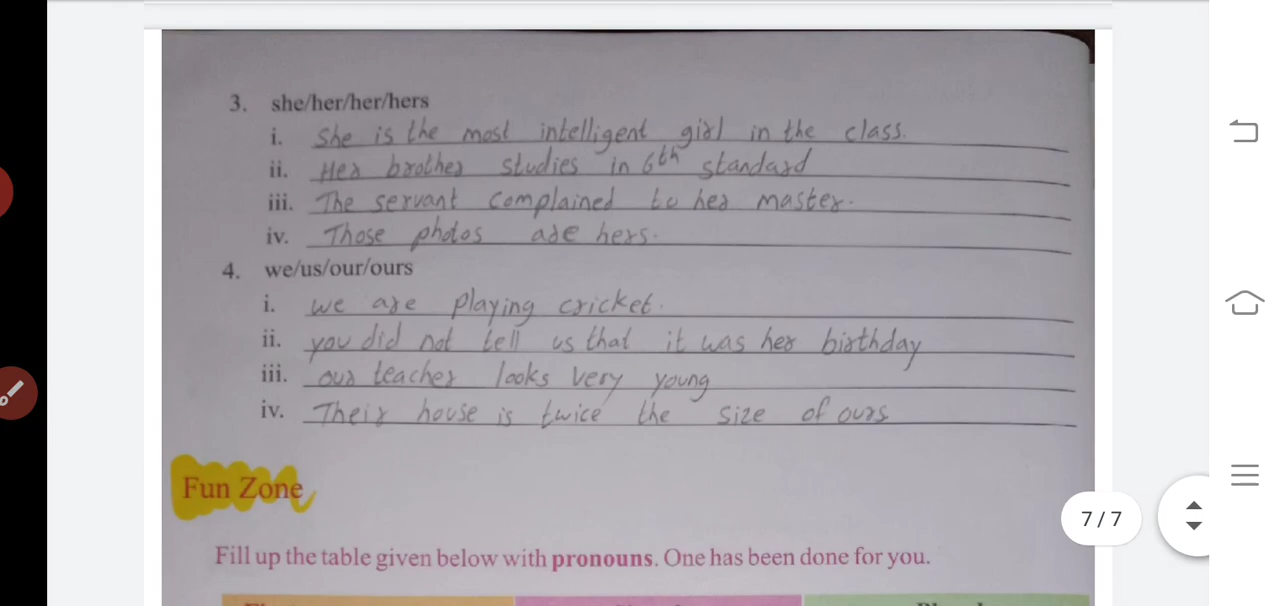 3. she/her/her/hers
i. She is the most intelligent girl in the class.
ii. Her brother studies in 6th standard
iii. The servant complained to her master.
iv. Those photos are hers.
4. we/us/our/ours
i. we are playing cricket.
ii. you did not tell us that it was her birthday
iii. our teacher looks very young
iv. Their house is twice the size of ours
Fun Zone
7/7
Fill up the table given below with pronouns. One has been done for you.